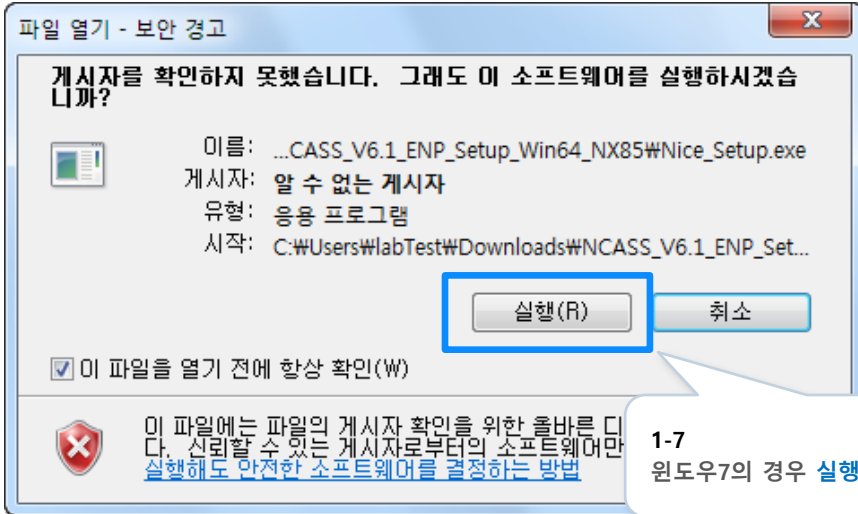 파일 열기 - 보안 경고
게시자를 확인하지 못했습니다. 그래도 이 소프트웨어를 실행하시겠습
니까?
이름: ...CASS_V6.1_ENP_Setup_Win64_NX85₩Nice_Setup.exe
게시자: 알 수 없는 게시자
유형: 응용 프로그램
시작: C:₩Users₩labTest₩Downloads₩NCASS_V6.1_ENP_Set...
실행(R) 취소
이 파일을 열기 전에 항상 확인(W)
이 파일에는 파일의 게시자 확인을 위한 올바른 디
다. 신뢰할 수 있는 게시자로부터의 소프트웨어만
실행해도 안전한 소프트웨어를 결정하는 방법
1-7
윈도우7의 경우 실행